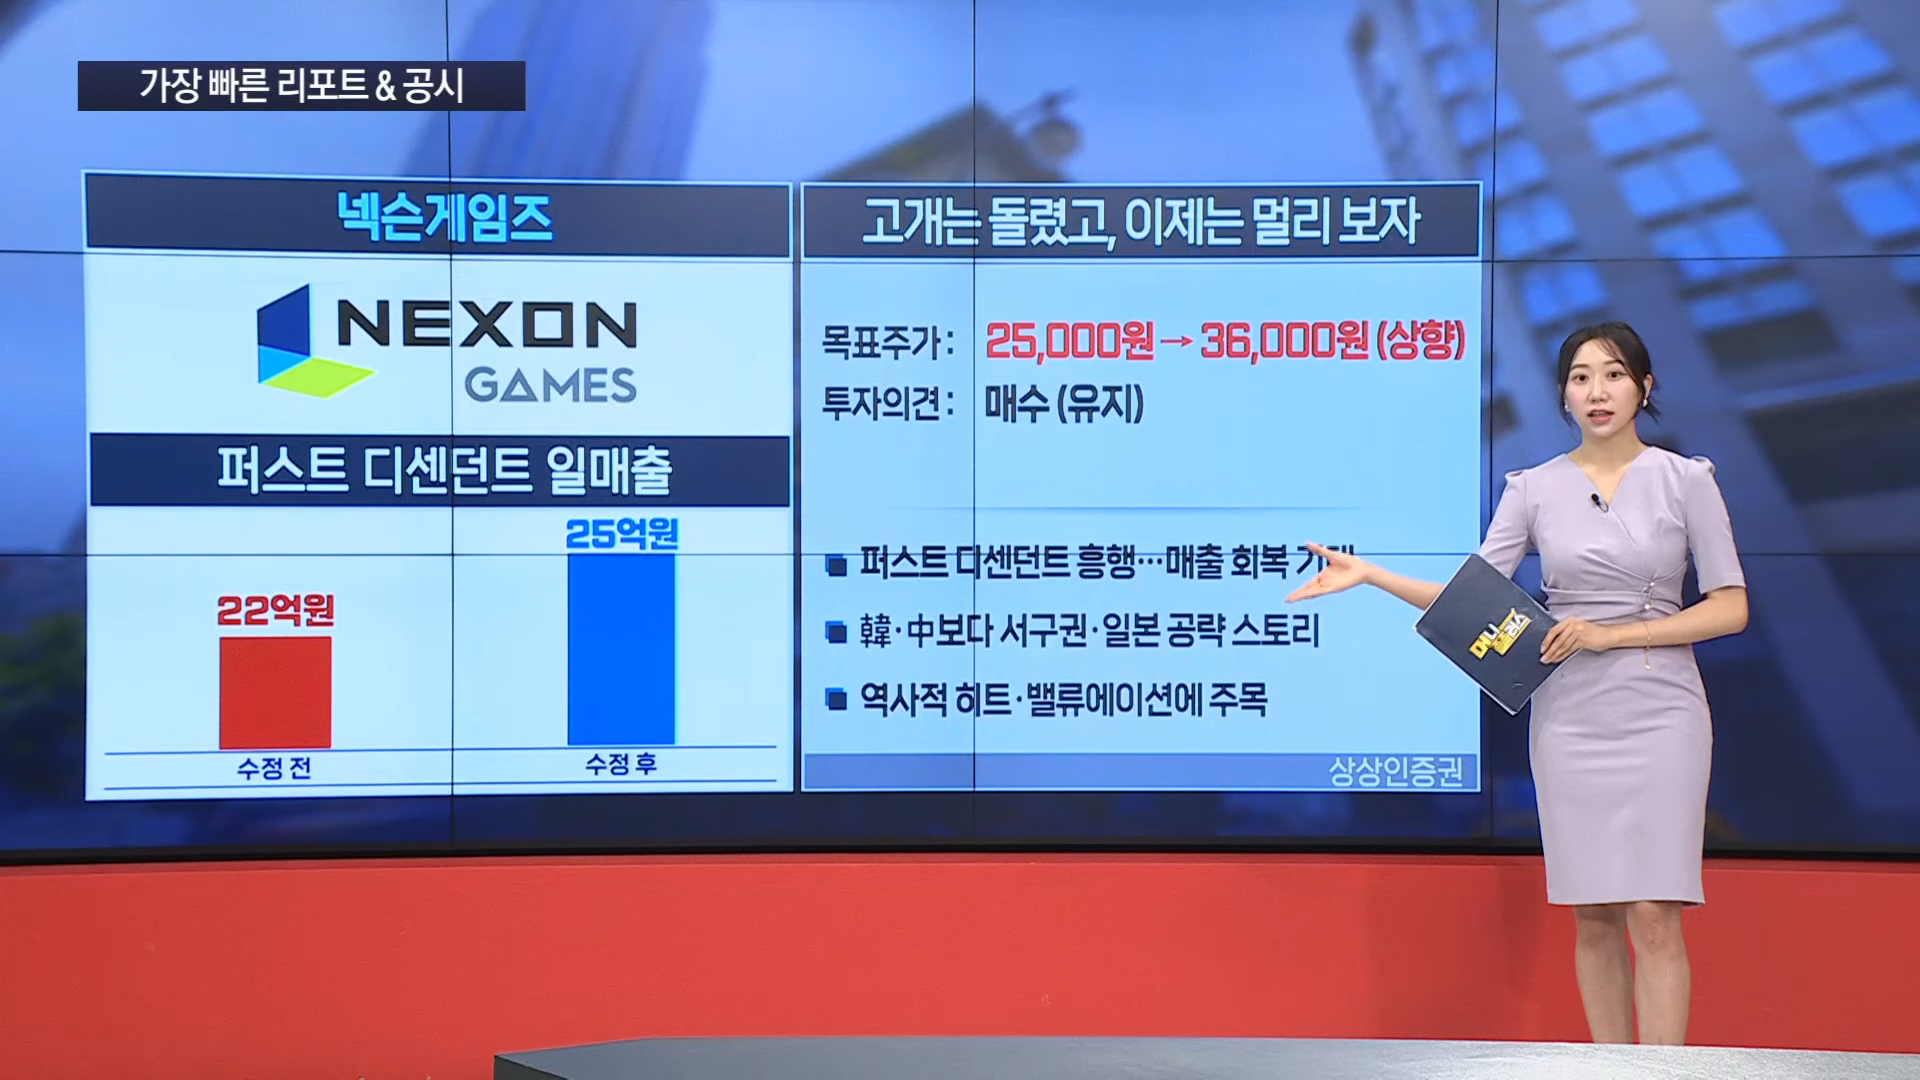 가장 빠른 리포트 & 공시
넥슨게임즈
NEXON
GAMES
퍼스트 디센던트 일매출
22억원
25억원
수정 전
수정 후
고개는 돌렸고, 이제는 멀리 보자
목표주가 : 25,000원 → 36,000원 (상향)
투자의견 : 매수 (유지)
퍼스트 디센던트 흥행…매출 회복
韓·中보다 서구권·일본 공략 스토리
역사적 히트·밸류에이션에 주목
상상인증권
머니플러스